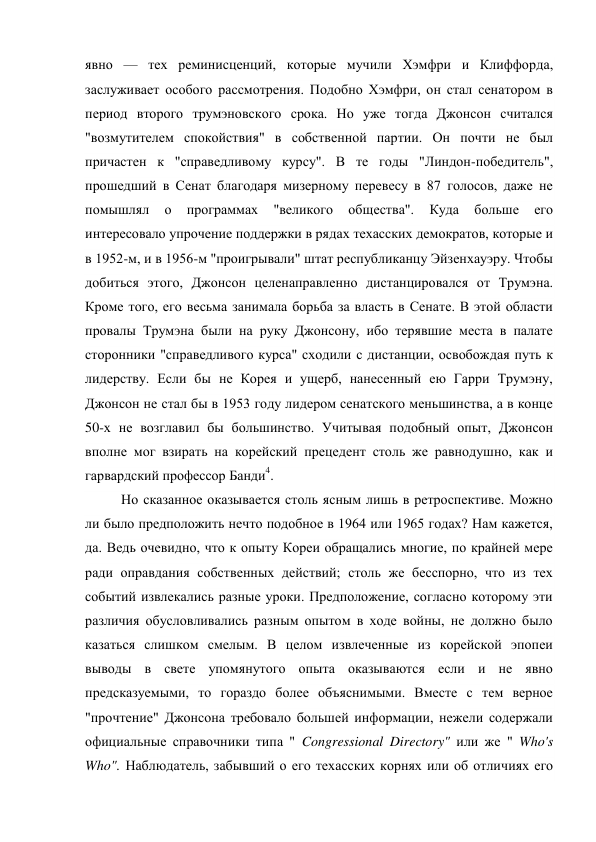 явно — тех реминисценций, которые мучили Хэмфри и Клиффорда,
заслуживает особого рассмотрения. Подобно Хэмфри, он стал сенатором в
период второго трумэновского срока. Но уже тогда Джонсон считался
"возмутителем спокойствия" в собственной партии. Он почти не был
причастен к "справедливому курсу". В те годы "Линдон-победитель",
прошедший в Сенат благодаря мизерному перевесу в 87 голосов, даже не
помышлял о программах "великого общества". Куда больше его
интересовало упрочение поддержки в рядах техасских демократов, которые и
в 1952-м, и в 1956-м "проигрывали" штат республиканцу Эйзенхауэру. Чтобы
добиться этого, Джонсон целенаправленно дистанцировался от Трумэна.
Кроме того, его весьма занимала борьба за власть в Сенате. В этой области
провалы Трумэна были на руку Джонсону, ибо терявшие места в палате
сторонники "справедливого курса" сходили с дистанции, освобождая путь к
лидерству. Если бы не Корея и ущерб, нанесенный ею Гарри Трумэну,
Джонсон не стал бы в 1953 году лидером сенатского меньшинства, а в конце
50-х не возглавил бы большинство. Учитывая подобный опыт, Джонсон
вполне мог взирать на корейский прецедент столь же равнодушно, как и
гарвардский профессор Банди4.
Но сказанное оказывается столь ясным лишь в ретроспективе. Можно
ли было предположить нечто подобное в 1964 или 1965 годах? Нам кажется,
да. Ведь очевидно, что к опыту Кореи обращались многие, по крайней мере
ради оправдания собственных действий; столь же бесспорно, что из тех
событий извлекались разные уроки. Предположение, согласно которому эти
различия обусловливались разным опытом в ходе войны, не должно было
казаться слишком смелым. В целом извлеченные из корейской эпопеи
выводы в свете упомянутого опыта оказываются если и не явно
предсказуемыми, то гораздо более объяснимыми. Вместе с тем верное
"прочтение" Джонсона требовало большей информации, нежели содержали
официальные справочники типа " Congressional Directory" или же " Who's
Who". Наблюдатель, забывший о его техасских корнях или об отличиях его